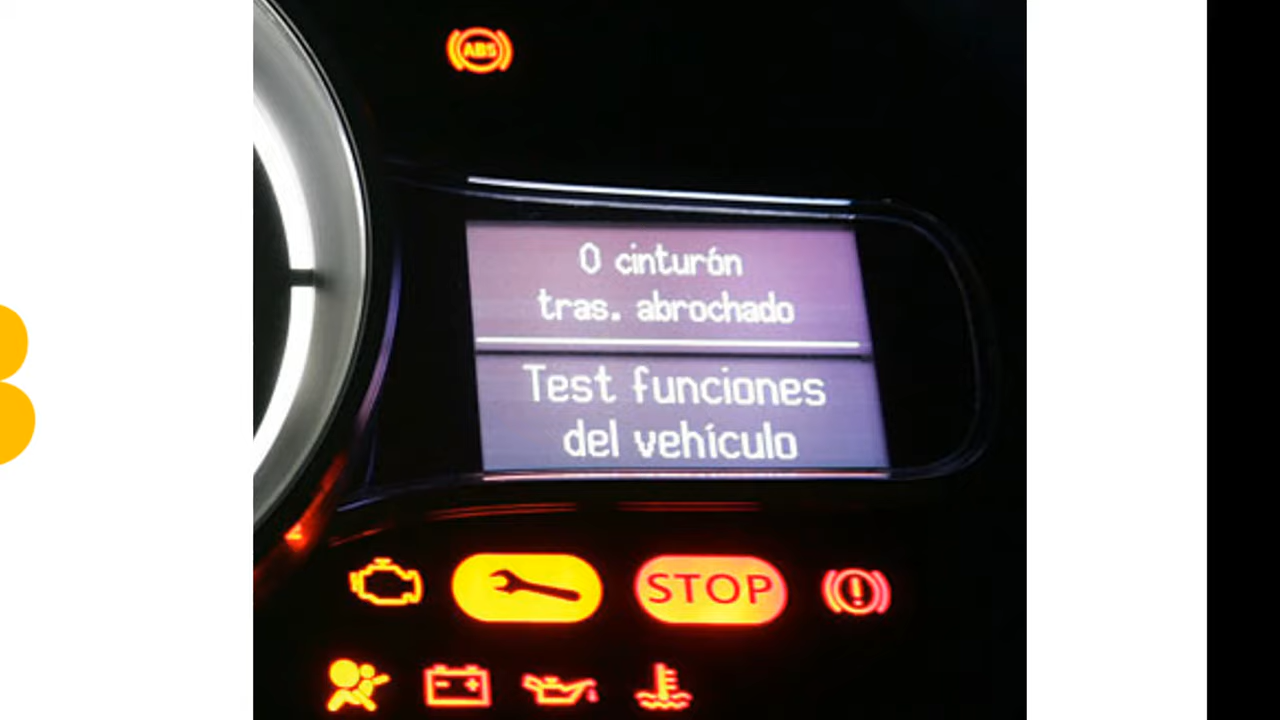 ABS
0 cinturón
tras. abrochado
Test funciones
del vehículo
STOP